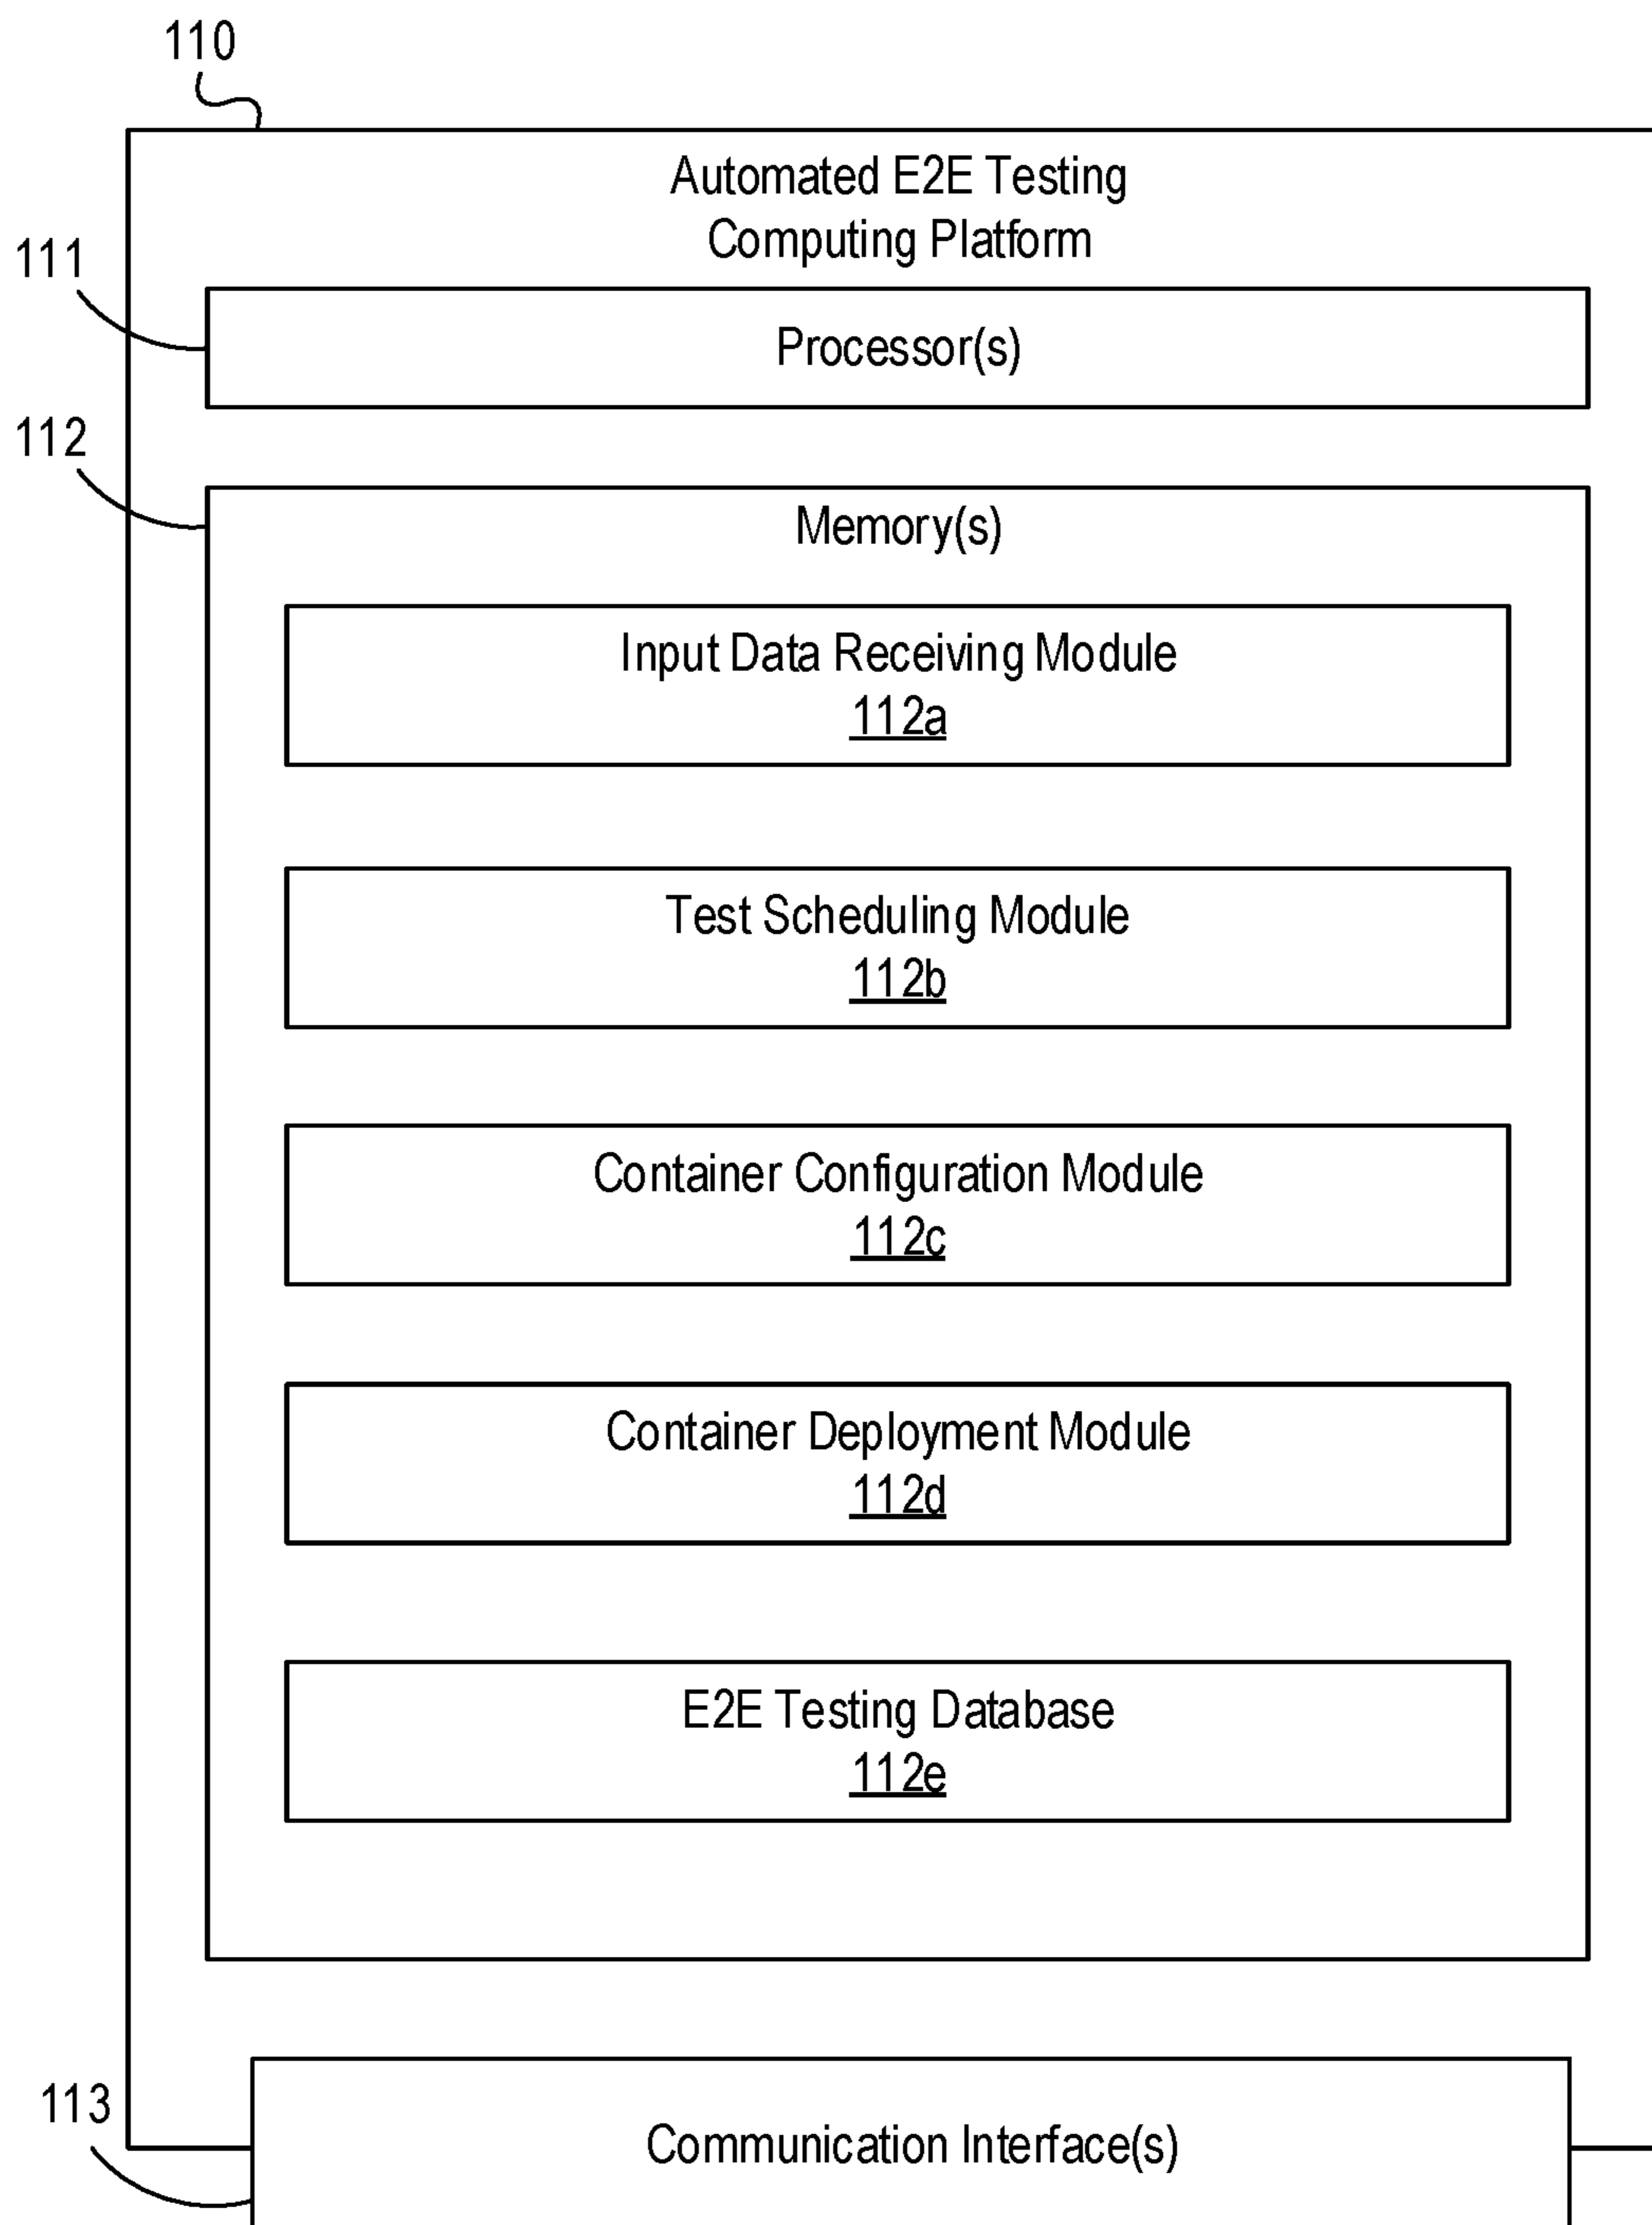 110
Automated E2E Testing
Computing Platform
111
Processor(s)
112
Memory(s)
Input Data Receiving Module
112a
Test Scheduling Module
112b
Container Configuration Module
112c
Container Deployment Module
112d
E2E Testing Database
112e
113
Communication Interface(s)